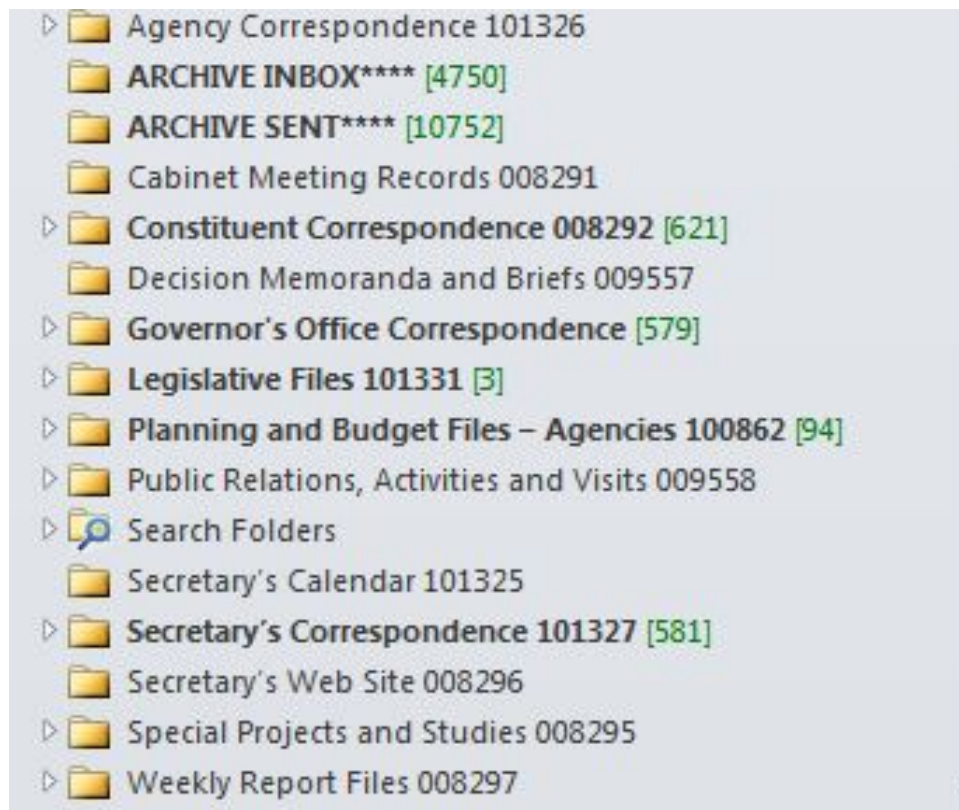 Agency Correspondence 101326
ARCHIVE INBOX**** [4750]
ARCHIVE SENT**** [10752]
Cabinet Meeting Records 008291
Constituent Correspondence 008292 [621]
Decision Memoranda and Briefs 009557
Governor's Office Correspondence [579]
Legislative Files 101331 [3]
Planning and Budget Files – Agencies 100862 [94]
Public Relations, Activities and Visits 009558
Search Folders
Secretary's Calendar 101325
Secretary's Correspondence 101327 [581]
Secretary's Web Site 008296
Special Projects and Studies 008295
Weekly Report Files 008297